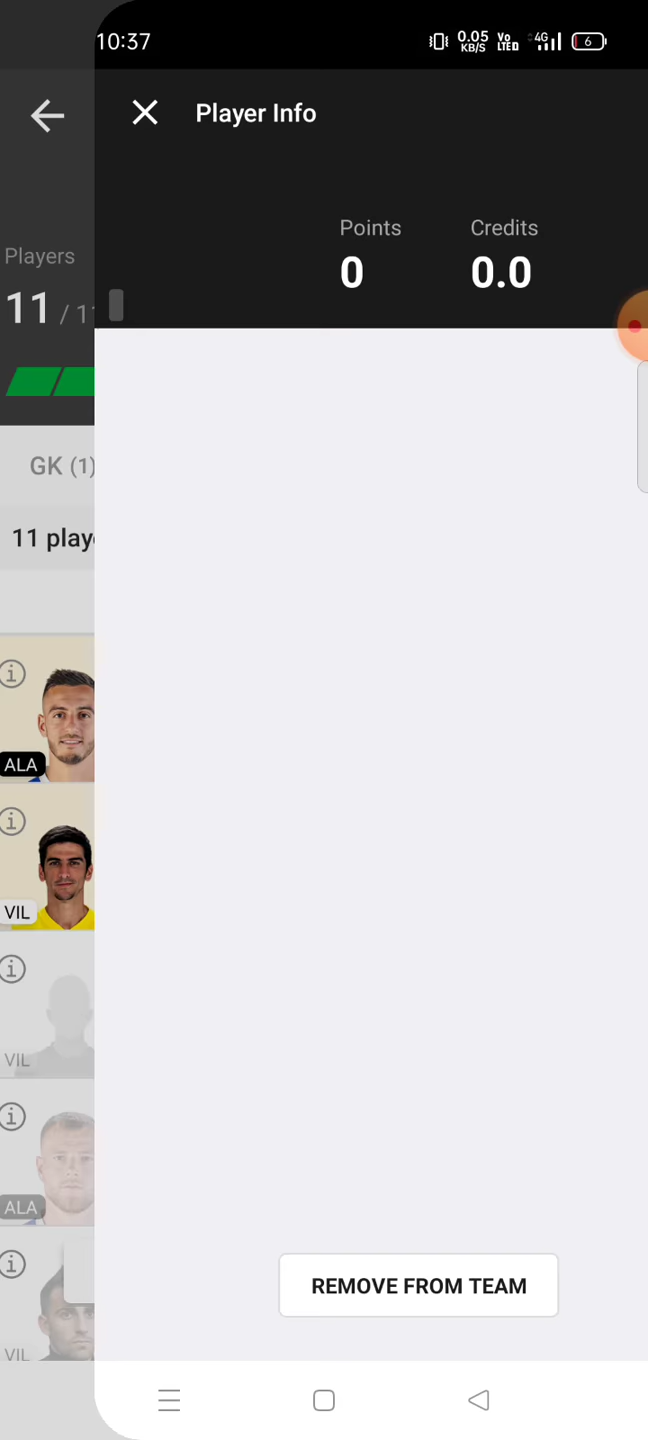 10:37
0.05
KB/S
Vo
LTE
4G
6
Player Info
Points
Credits
0
0.0
Players
11 / 11
GK (1)
11 play
ALA
VIL
VIL
ALA
VIL
REMOVE FROM TEAM